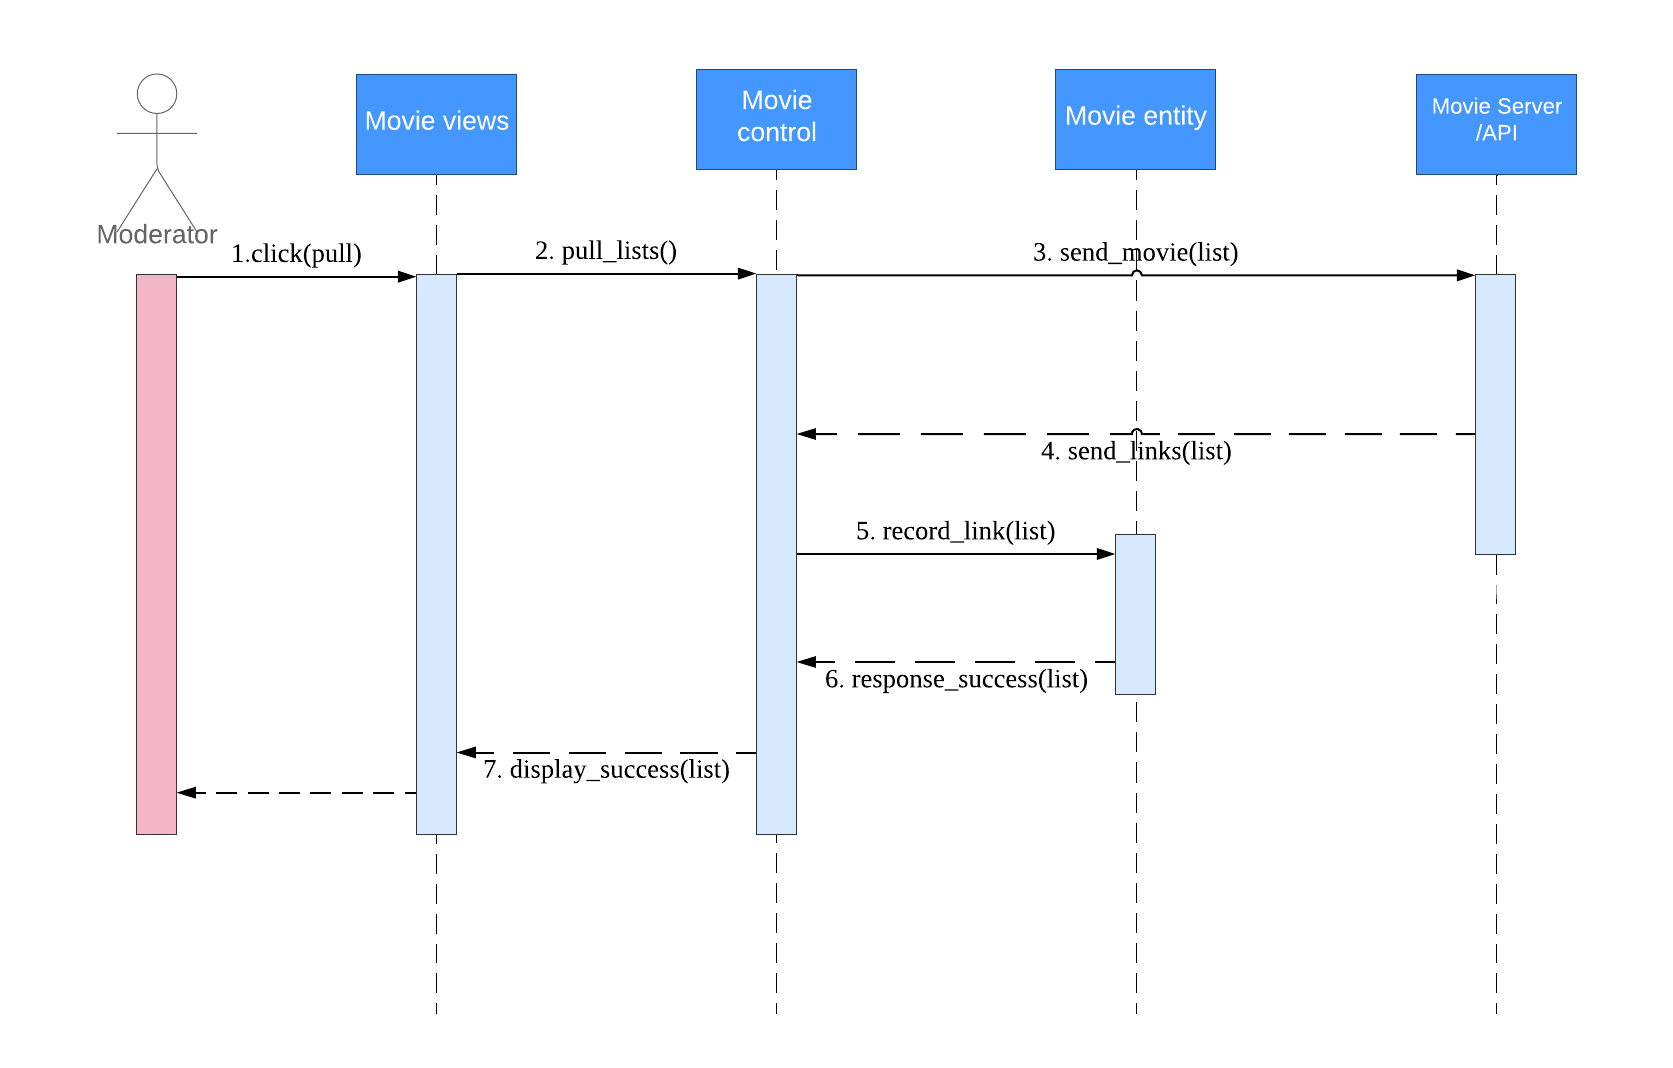 Moderator
Movie views
Movie
control
Movie entity
Movie Server
/API
1.click(pull)
2. pull_lists()
3. send_movie(list)
4. send_links(list)
5. record_link(list)
6. response_success(list)
7. display_success(list)